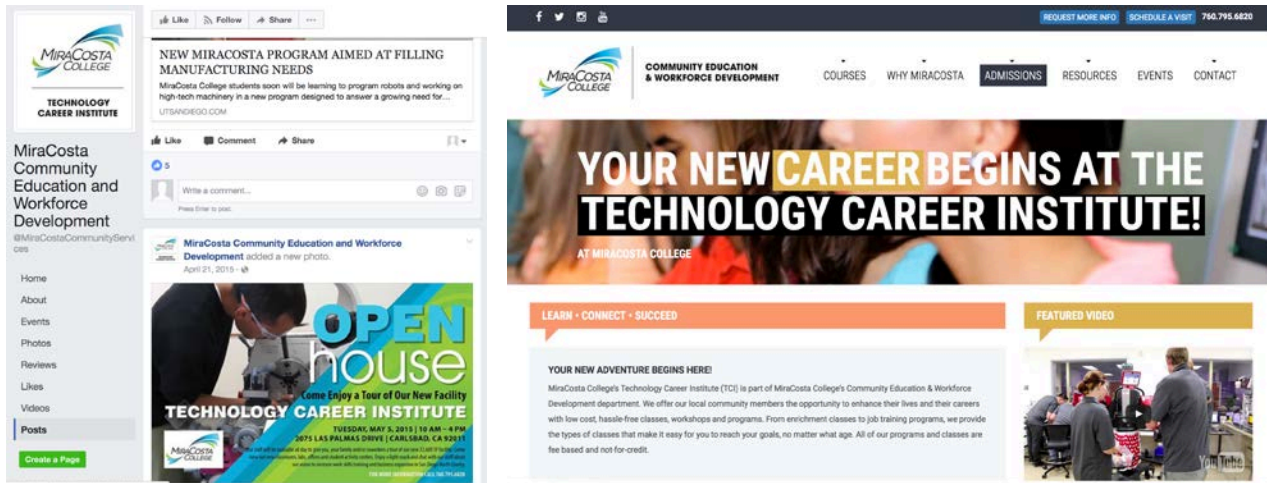 MIRACOSTA
COLLEGE
TECHNOLOGY
CAREER INSTITUTE
MiraCosta
Community
Education and
Workforce
Development
@MiraCostaCommunityServi
ces
Home
About
Events
Photos
Reviews
Likes
Videos
Posts
Create a Page
Like Follow Share ...
NEW MIRACOSTA PROGRAM AIMED AT FILLING
MANUFACTURING NEEDS
MiraCosta College students soon will be learning to program robots and working on
high-tech machinery in a new program designed to answer a growing need for...
UTSANDIEGO.COM
Like Comment Share
5
Write a comment...
Press Enter to post.
MiraCosta Community Education and Workforce
Development added a new photo.
April 21, 2015
OPEN
house
Come Enjoy a Tour of Our New Facility
TECHNOLOGY CAREER INSTITUTE
TUESDAY, MAY 5, 2015 | 10 AM – 4 PM
2075 LAS PALMAS DRIVE | CARLSBAD, CA 92011
MIRACOSTA
COLLEGE
REQUEST MORE INFO SCHEDULE A VISIT 760.795.6820
MIRACOSTA
COLLEGE
COMMUNITY EDUCATION
& WORKFORCE DEVELOPMENT
COURSES WHY MIRACOSTA ADMISSIONS RESOURCES EVENTS CONTACT
YOUR NEW CAREER BEGINS AT THE
TECHNOLOGY CAREER INSTITUTE!
AT MIRACOSTA COLLEGE
LEARN • CONNECT • SUCCEED
YOUR NEW ADVENTURE BEGINS HERE!
MiraCosta College's Technology Career Institute (TCI) is part of MiraCosta College's Community Education & Workforce
Development department. We offer our local community members the opportunity to enhance their lives and their careers
with low cost, hassle-free classes, workshops and programs. From enrichment classes to job training programs, we provide
the types of classes that make it easy for you to reach your goals, no matter what age. All of our programs and classes are
fee based and not-for-credit.
FEATURED VIDEO
YouTube